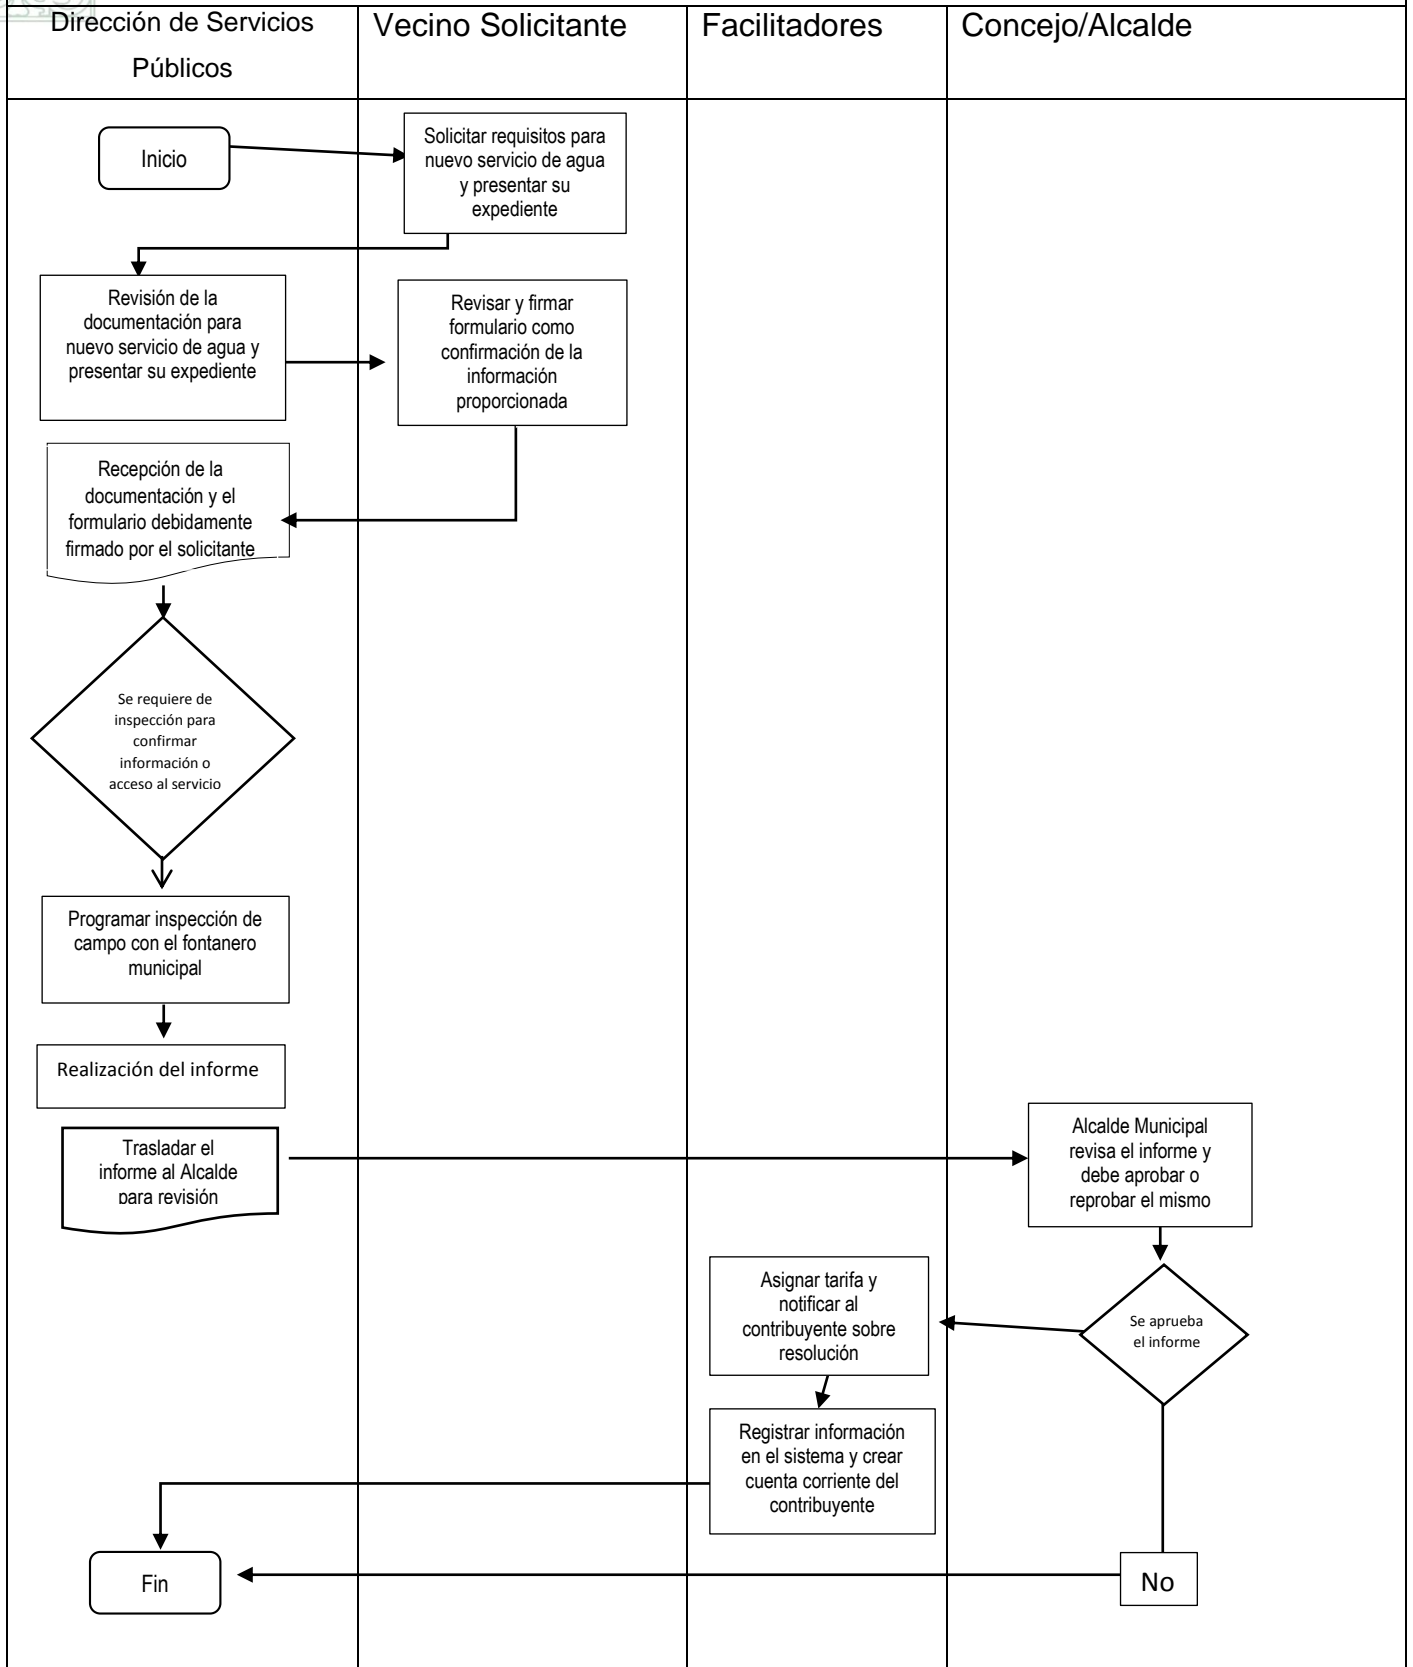 Dirección de Servicios
Públicos
Vecino Solicitante
Facilitadores
Concejo/Alcalde
Inicio
Solicitar requisitos para
nuevo servicio de agua
y presentar su
expediente
Revisión de la
documentación para
nuevo servicio de agua y
presentar su expediente
Revisar y firmar
formulario como
confirmación de la
información
proporcionada
Recepción de la
documentación y el
formulario debidamente
firmado por el solicitante
Se requiere de
inspección para
confirmar
información o
acceso al servicio
Programar inspección de
campo con el fontanero
municipal
Realización del informe
Trasladar el
informe al Alcalde
para revisión
Alcalde Municipal
revisa el informe y
debe aprobar o
reprobar el mismo
Se aprueba
el informe
Asignar tarifa y
notificar al
contribuyente sobre
resolución
Registrar información
en el sistema y crear
cuenta corriente del
contribuyente
No
Fin